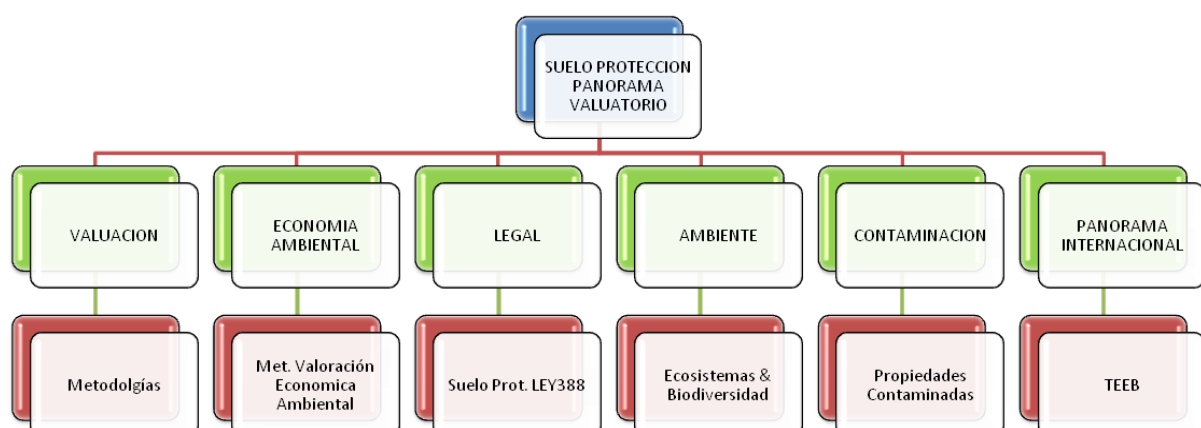 SUELO PROTECCION
PANORAMA
VALUATORIO
VALUACION
ECONOMIA
AMBIENTAL
LEGAL
AMBIENTE
CONTAMINACION
PANORAMA
INTERNACIONAL
Metodolgías
Met. Valoración
Economica
Ambiental
Suelo Prot. LEY388
Ecosistemas &
Biodiversidad
Propiedades
Contaminadas
TEEB